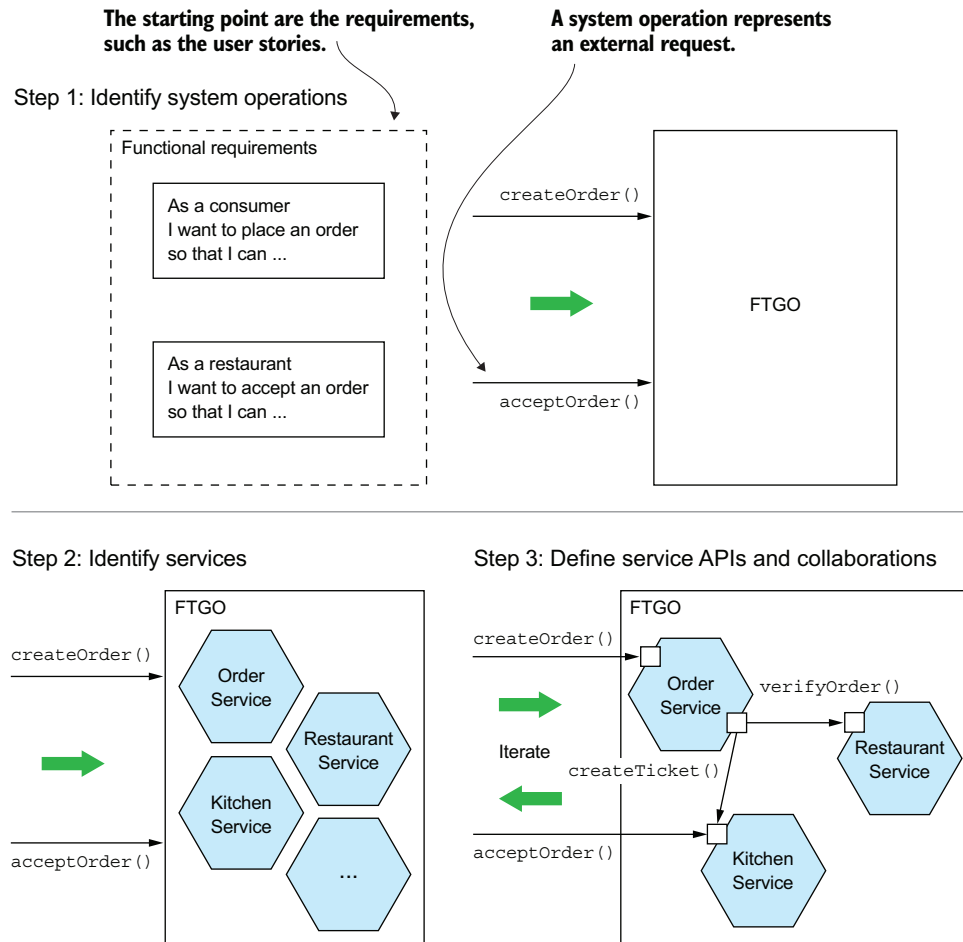 The starting point are the requirements,
such as the user stories.
A system operation represents
an external request.
Step 1: Identify system operations
Functional requirements
As a consumer
I want to place an order
so that I can ...
As a restaurant
I want to accept an order
so that I can ...
createOrder()
acceptOrder()
FTGO
Step 2: Identify services
FTGO
createOrder()
Order
Service
Restaurant
Service
Kitchen
Service
...
acceptOrder()
Step 3: Define service APIs and collaborations
FTGO
createOrder()
Order
Service
verifyOrder()
Restaurant
Service
Iterate
createTicket()
acceptOrder()
Kitchen
Service